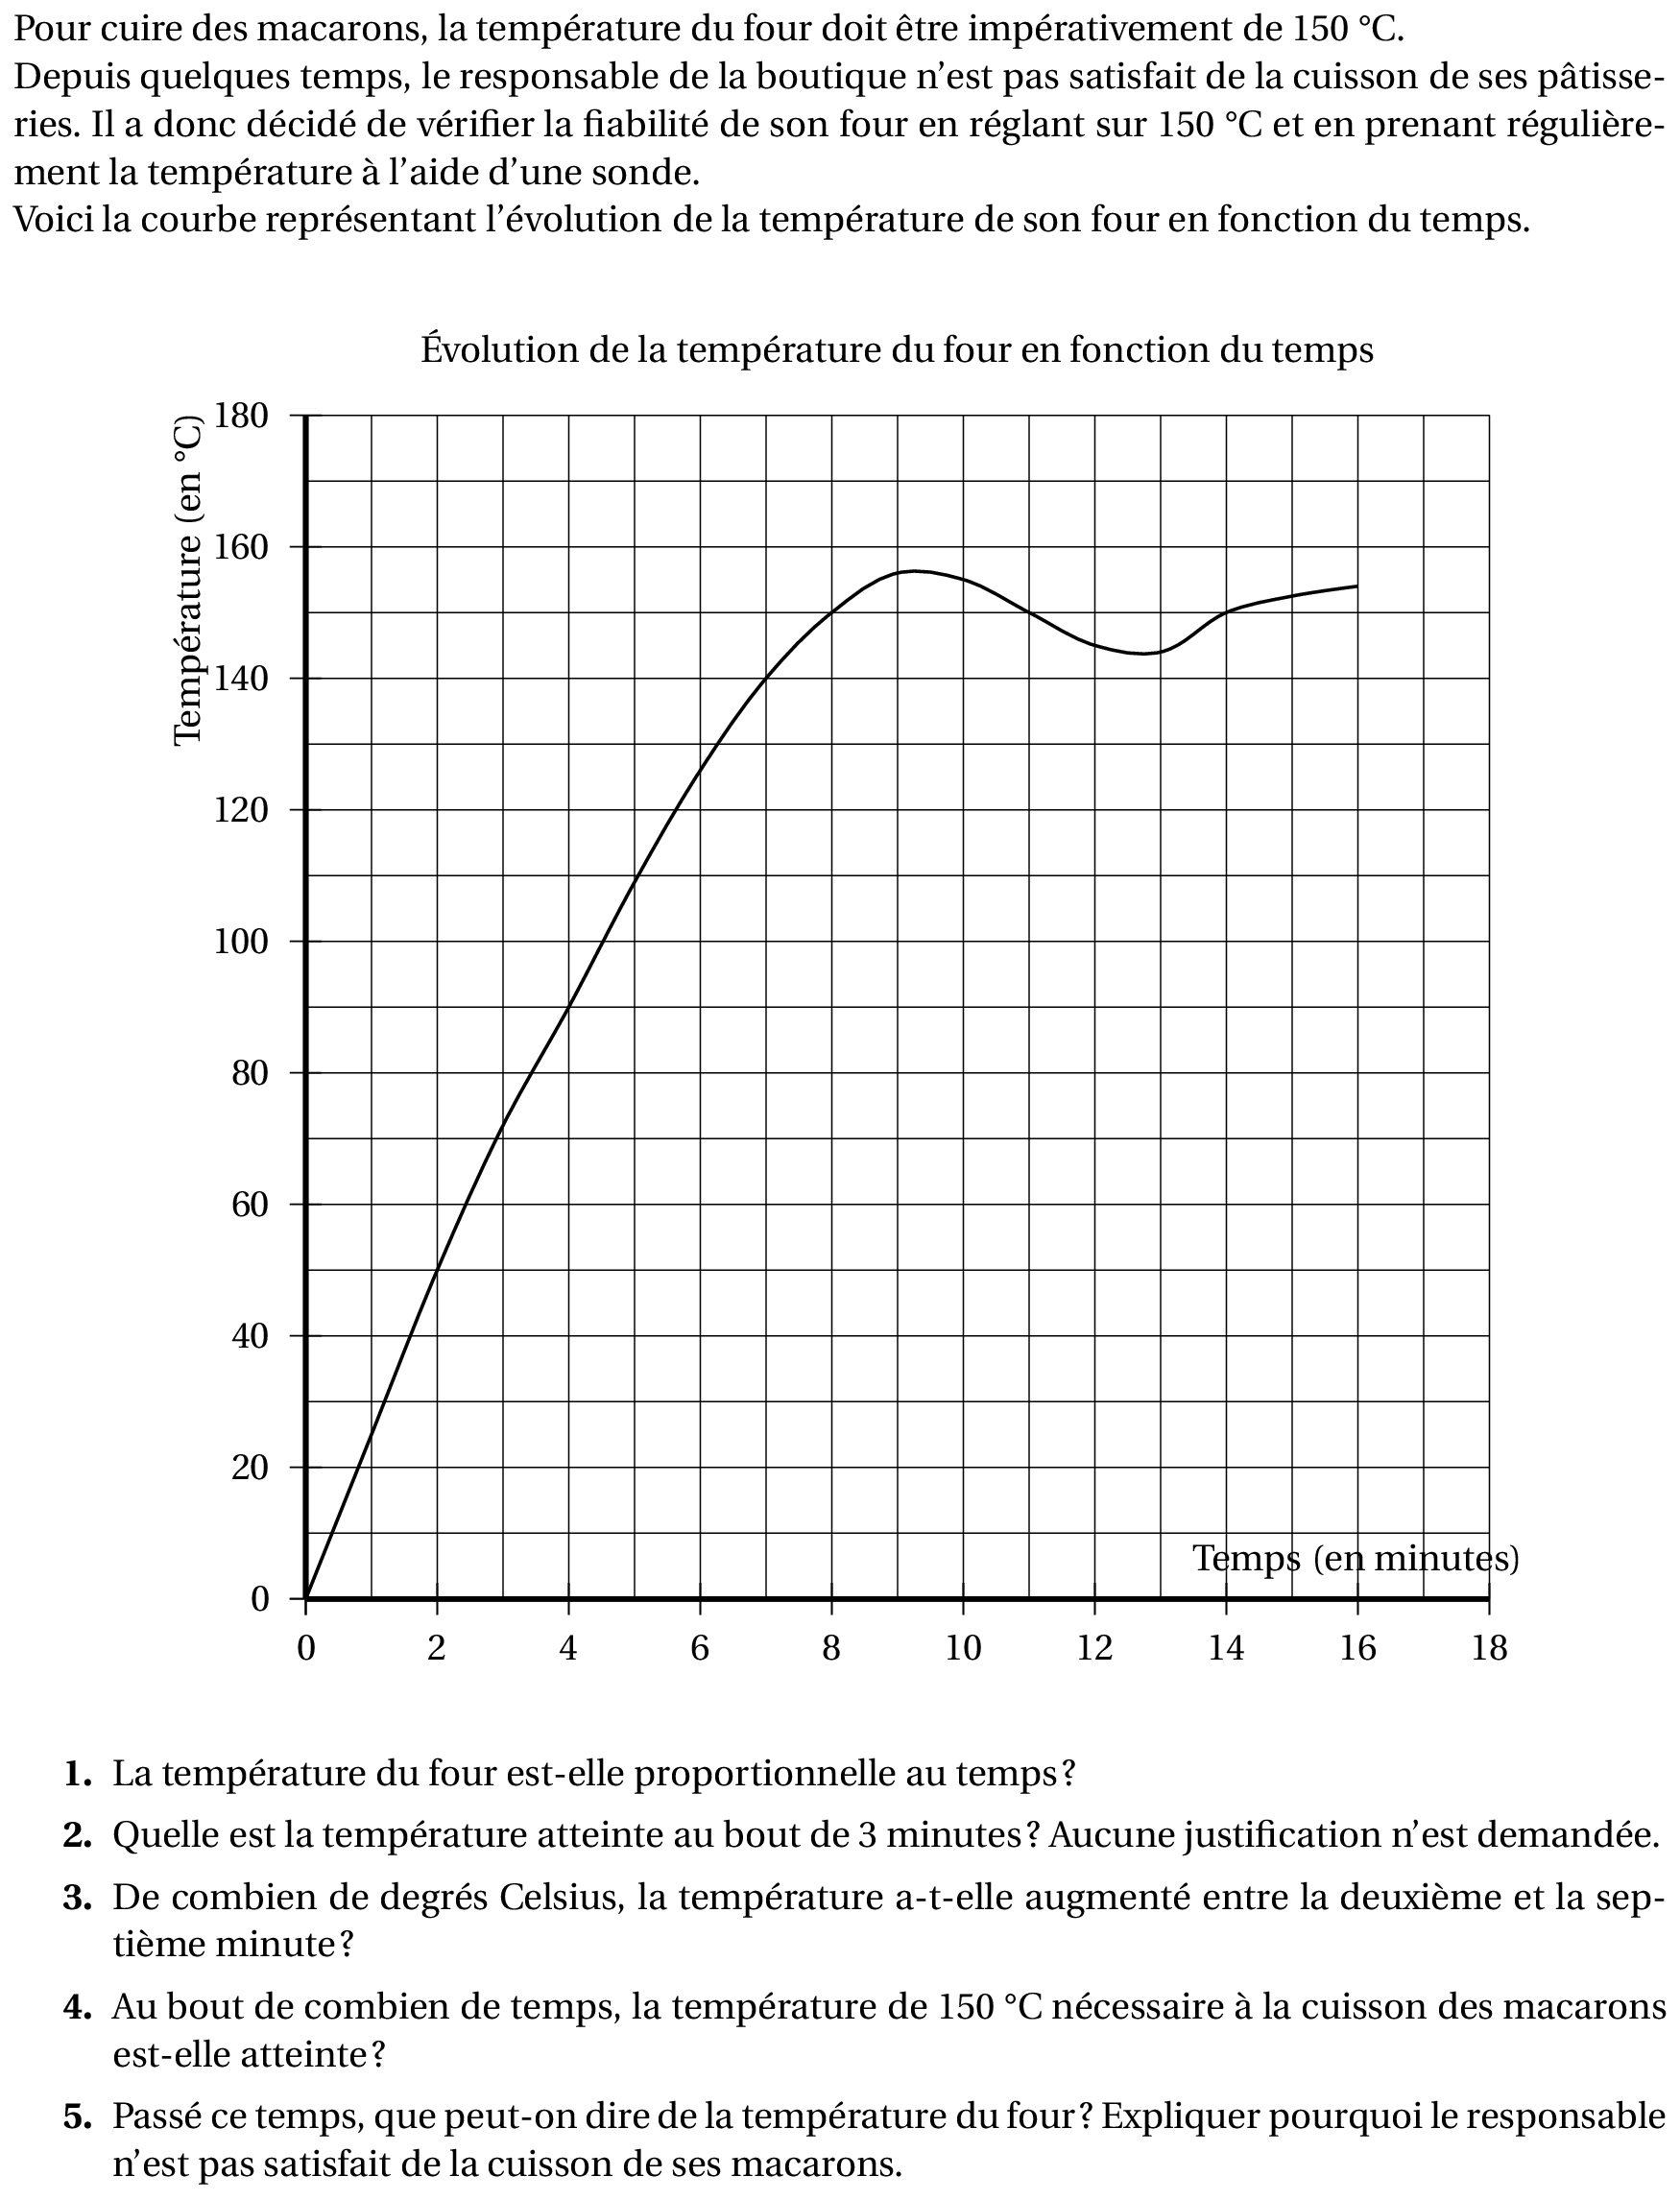 Pour cuire des macarons, la température du four doit être impérativement de 150 °C.
Depuis quelques temps, le responsable de la boutique n’est pas satisfait de la cuisson de ses pâtisse-
ries. Il a donc décidé de vérifier la fiabilité de son four en réglant sur 150 °C et en prenant régulière-
ment la température à l’aide d’une sonde.
Voici la courbe représentant l’évolution de la température de son four en fonction du temps.
Évolution de la température du four en fonction du temps
Température (en °C)
180
160
140
120
100
80
60
40
20
0
Temps (en minutes)
0 2 4 6 8 10 12 14 16 18
1. La température du four est-elle proportionnelle au temps ?
2. Quelle est la température atteinte au bout de 3 minutes ? Aucune justification n’est demandée.
3. De combien de degrés Celsius, la température a-t-elle augmenté entre la deuxième et la sep-
tième minute ?
4. Au bout de combien de temps, la température de 150 °C nécessaire à la cuisson des macarons
est-elle atteinte ?
5. Passé ce temps, que peut-on dire de la température du four ? Expliquer pourquoi le responsable
n’est pas satisfait de la cuisson de ses macarons.